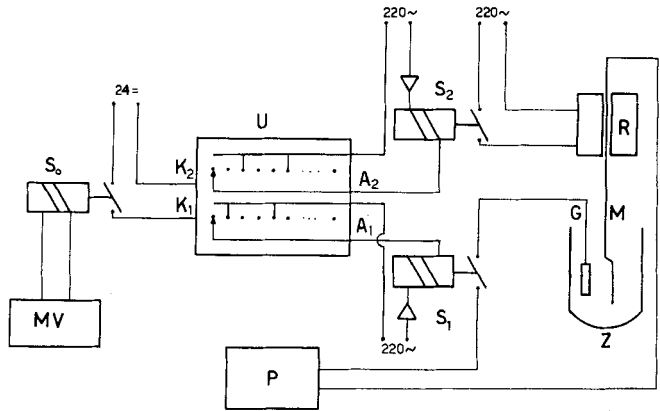 220~
220~
24=
S₂
U
R
S₀
K₂
A₂
K₁
A₁
G
M
MV
S₁
Z
220~
P